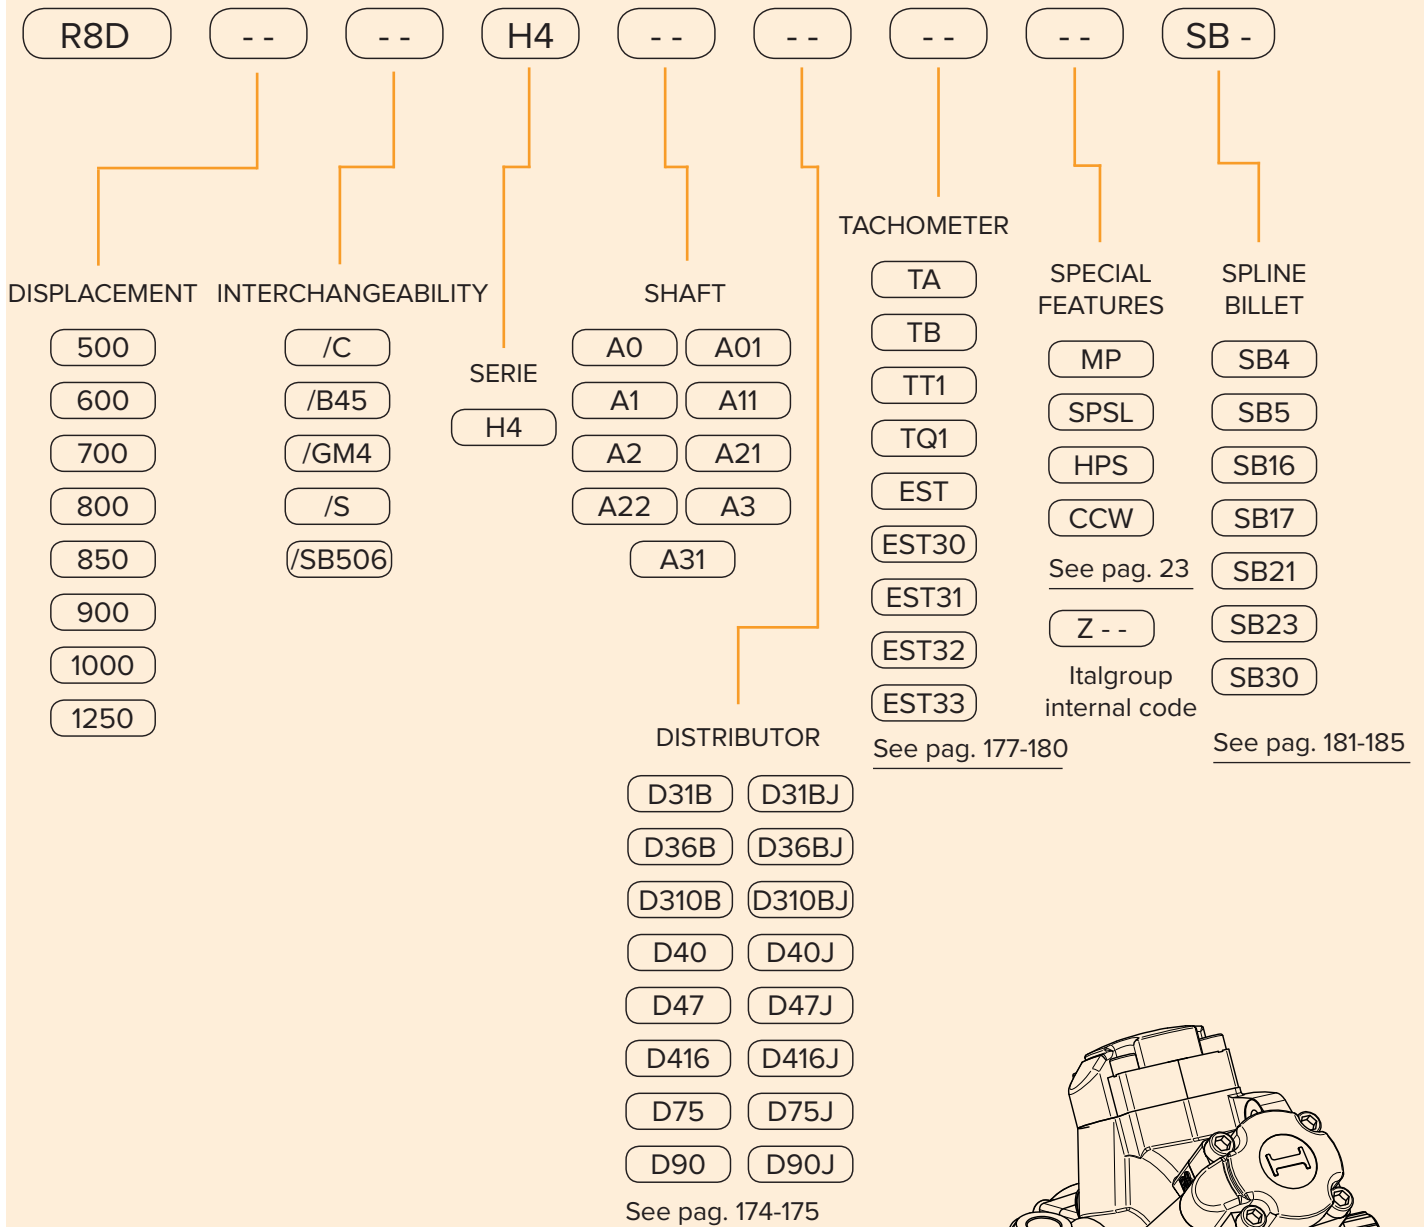 R8D - - - - H4 - - - - - - - - SB -
DISPLACEMENT
500
600
700
800
850
900
1000
1250
INTERCHANGEABILITY
/C
/B45
/GM4
/S
/SB506
SERIE
H4
SHAFT
A0 A01
A1 A11
A2 A21
A22 A3
A31
DISTRIBUTOR
D31B D31BJ
D36B D36BJ
D310B D310BJ
D40 D40J
D47 D47J
D416 D416J
D75 D75J
D90 D90J
See pag. 174-175
TACHOMETER
TA
TB
TT1
TQ1
EST
EST30
EST31
EST32
EST33
See pag. 177-180
SPECIAL
FEATURES
MP
SPSL
HPS
CCW
See pag. 23
Z - -
Italgroup
internal code
SPLINE
BILLET
SB4
SB5
SB16
SB17
SB21
SB23
SB30
See pag. 181-185